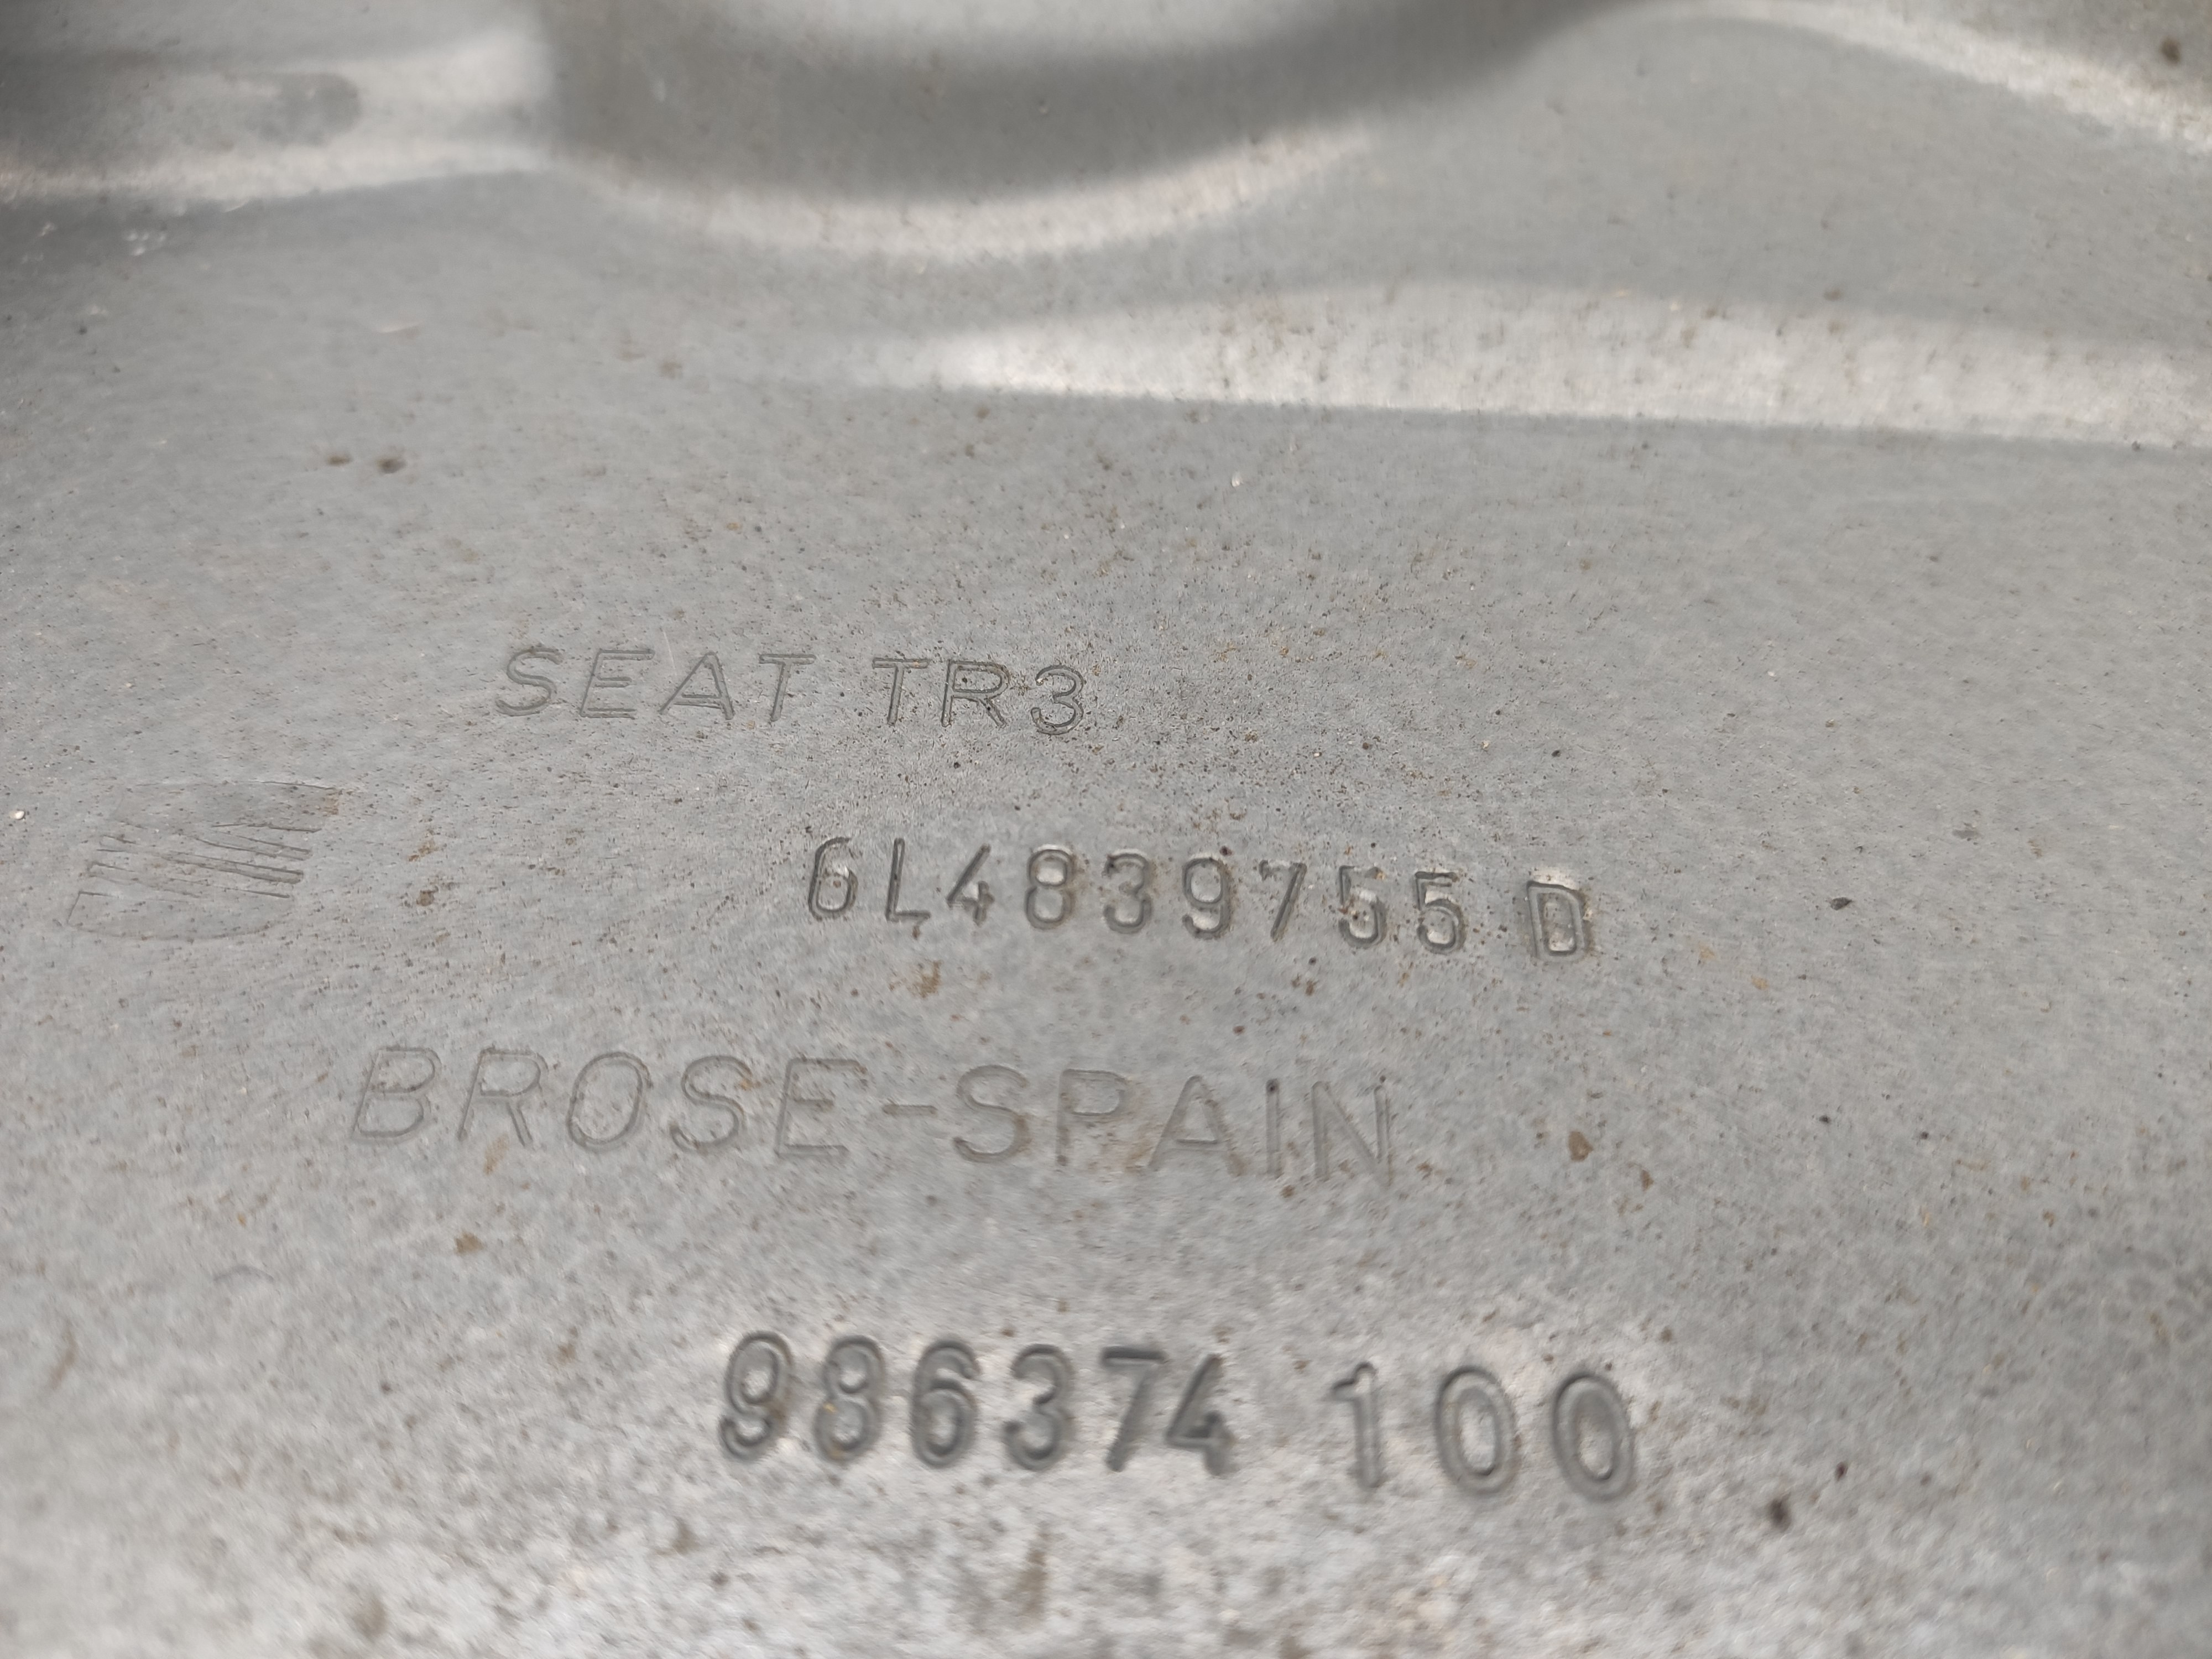 SEAT TR3
6L4839755 D
BROSE-SPAIN
986374 100